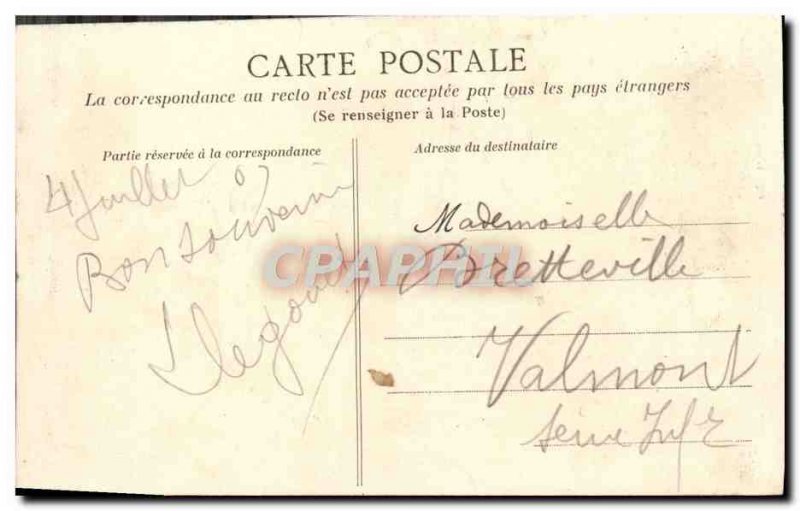 CARTE POSTALE
La correspondance au recto n'est pas acceptée par tous les pays étrangers
(Se renseigner à la Poste)
Partie réservée à la correspondance
4 Juillet 07
Bon Souvenir
Adresse du destinataire
Mademoiselle
Bretteville
Valmont
Seine Infre
CPAPHIL